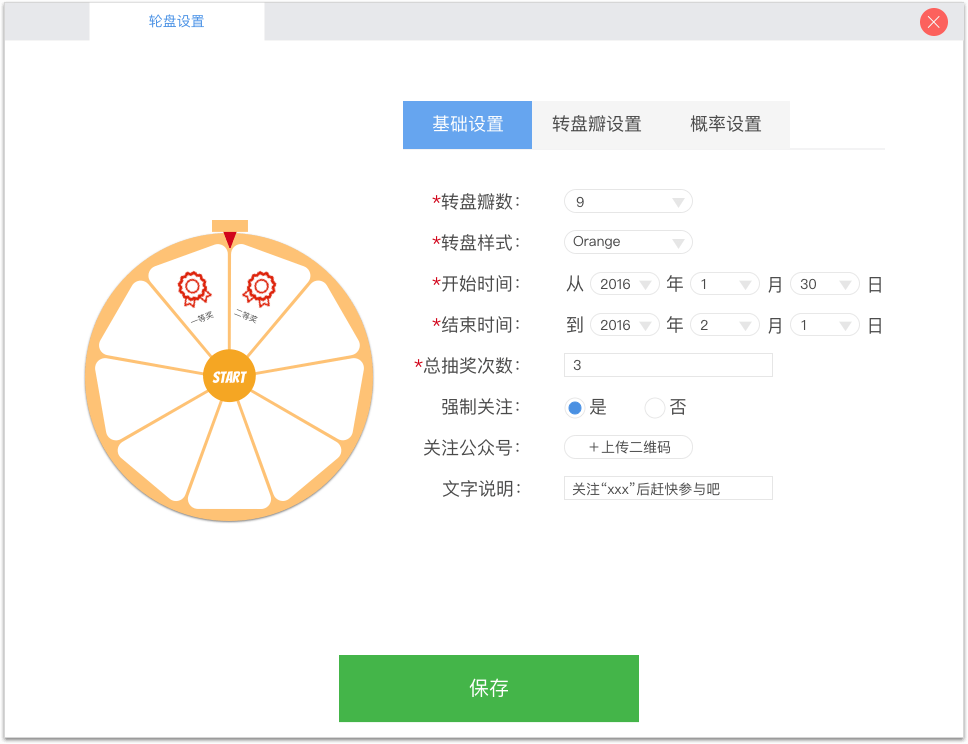 轮盘设置
基础设置 转盘瓣设置 概率设置
*转盘瓣数: 9
*转盘样式: Orange
*开始时间: 从 2016 年 1 月 30 日
*结束时间: 到 2016 年 2 月 1 日
*总抽奖次数: 3
强制关注: 是 否
关注公众号: +上传二维码
文字说明: 关注“xxx”后赶快参与吧
一等奖 二等奖
START
保存